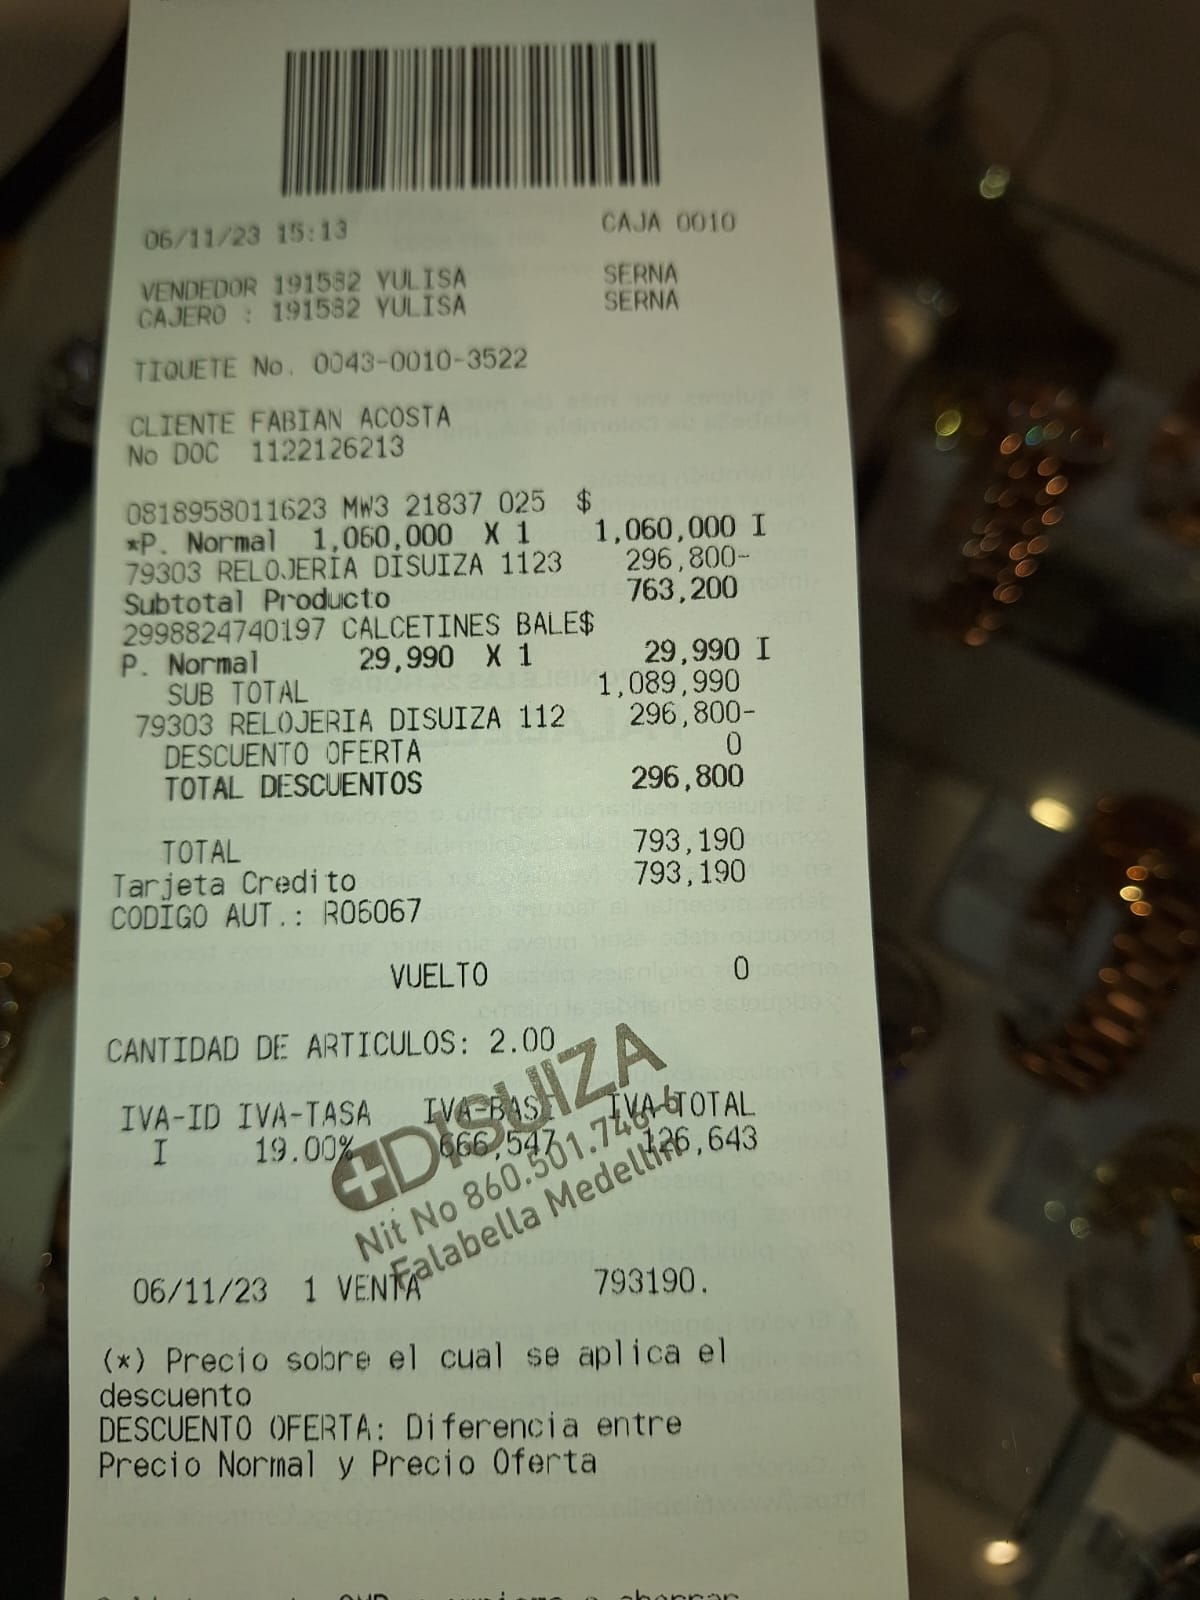 06/11/23 15:13 CAJA 0010
VENDEDOR 191582 YULISA SERNA
CAJERO : 191582 YULISA SERNA
TIQUETE No. 0043-0010-3522
CLIENTE FABIAN ACOSTA
No DOC 1122126213
0818958011623 MW3 21837 025 $
*P. Normal 1,060,000 X 1 1,060,000 I
79303 RELOJERIA DISUIZA 1123 296,800-
Subtotal Producto 763,200
2998824740197 CALCETINES BALE$
P. Normal 29,990 X 1 29,990 I
SUB TOTAL 1,089,990
79303 RELOJERIA DISUIZA 112 296,800-
DESCUENTO OFERTA 0
TOTAL DESCUENTOS 296,800
TOTAL 793,190
Tarjeta Credito 793,190
CODIGO AUT.: R06067
VUELTO 0
CANTIDAD DE ARTICULOS: 2.00
IVA-ID IVA-TASA IVA-BASE IVA-TOTAL
I 19.00% 666,547 126,643
DISUIZA
Nit No 860.501.746-6
Falabella Medellin
06/11/23 1 VENTA 793190.
(*) Precio sobre el cual se aplica el
descuento
DESCUENTO OFERTA: Diferencia entre
Precio Normal y Precio Oferta